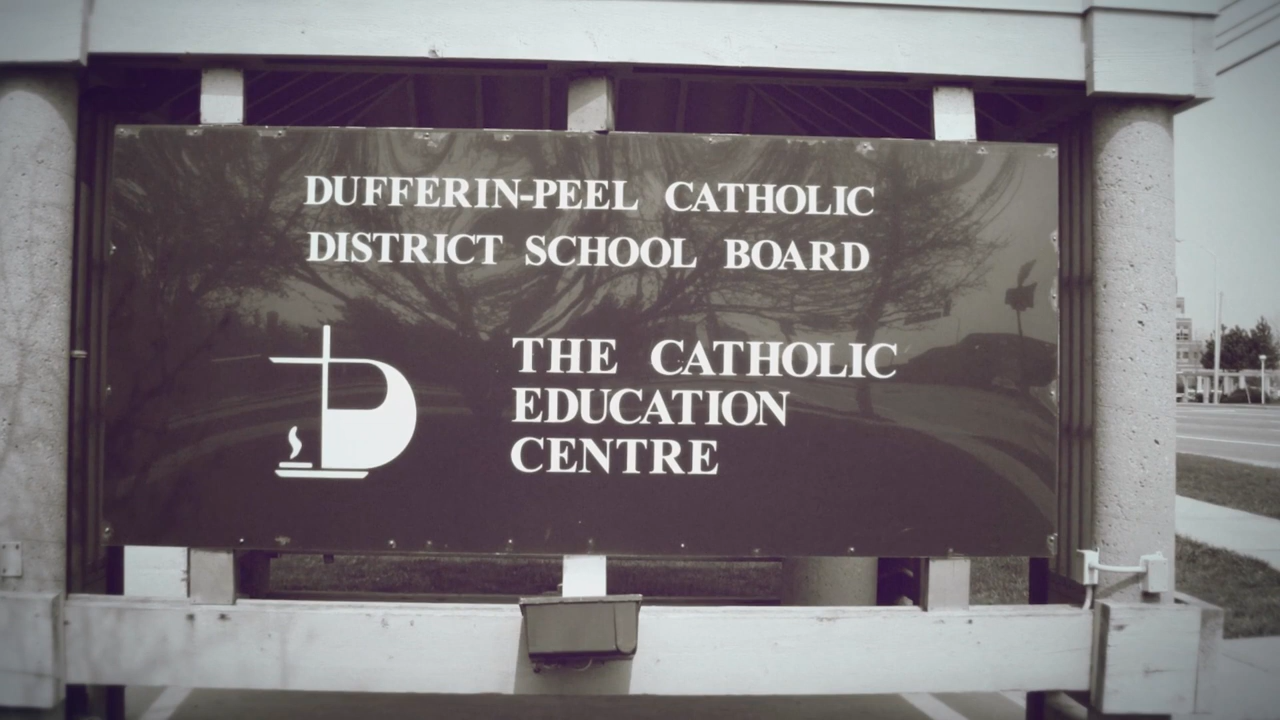 DUFFERIN-PEEL CATHOLIC
DISTRICT SCHOOL BOARD
THE CATHOLIC
EDUCATION
CENTRE